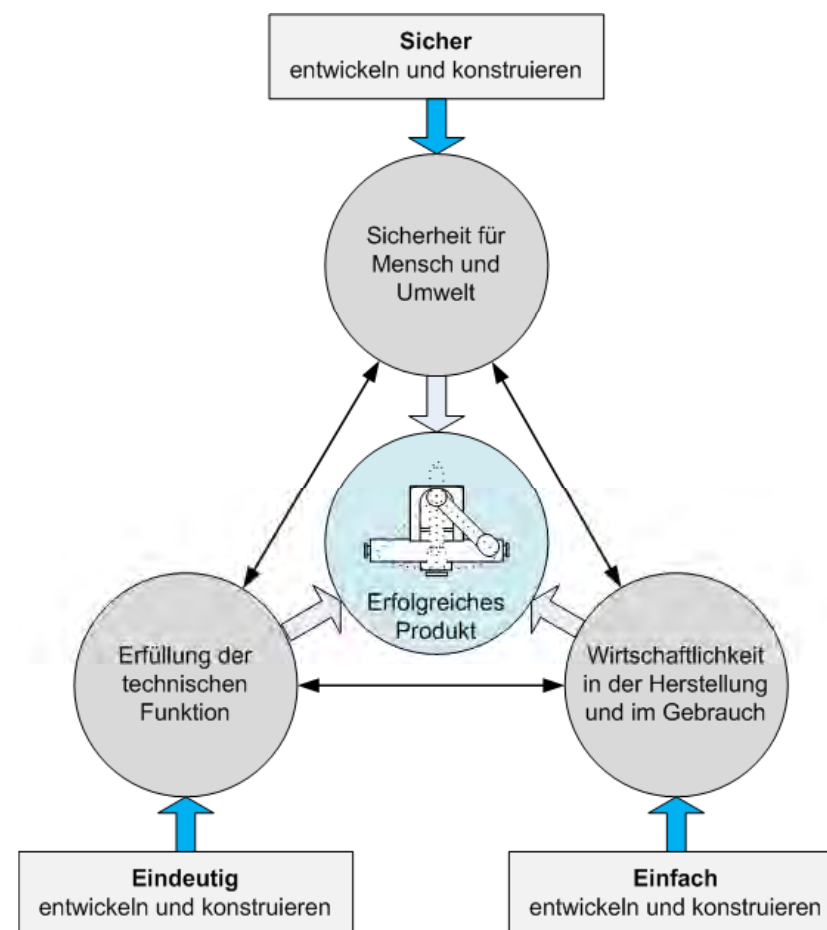 Sicher
entwickeln und konstruieren
Sicherheit für
Mensch und
Umwelt
Erfolgreiches
Produkt
Erfüllung der
technischen
Funktion
Wirtschaftlichkeit
in der Herstellung
und im Gebrauch
Eindeutig
entwickeln und konstruieren
Einfach
entwickeln und konstruieren